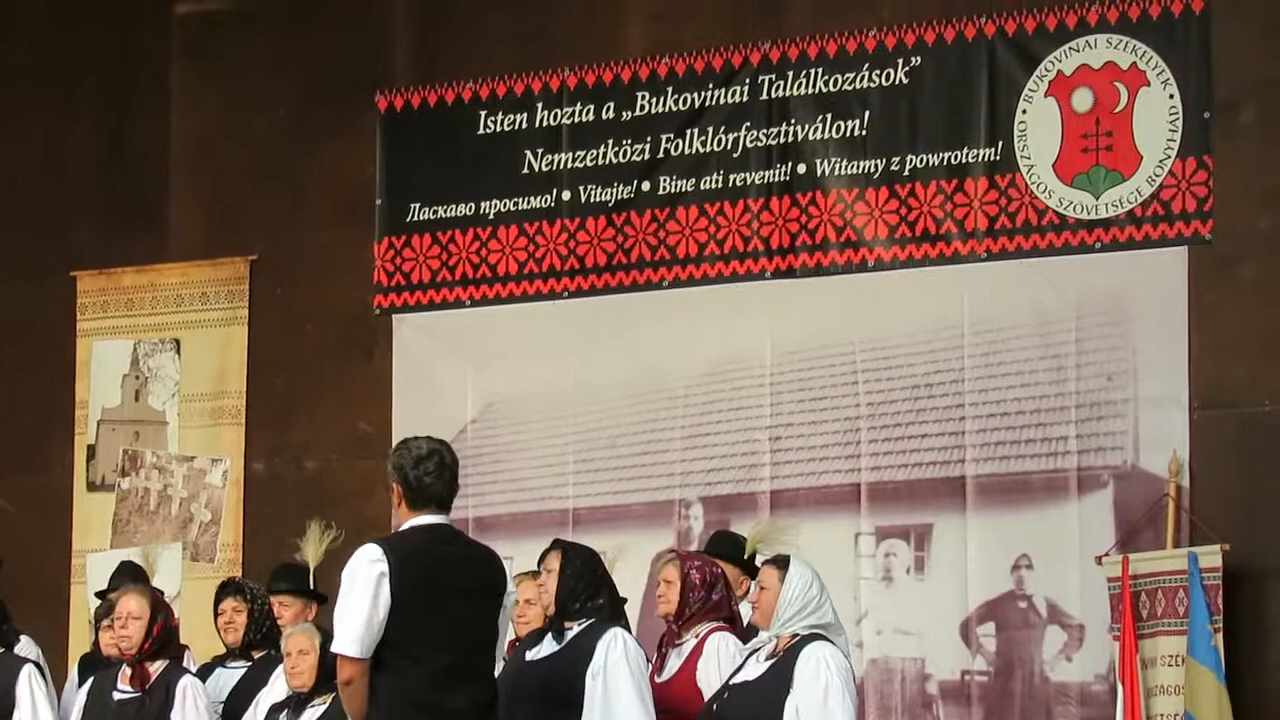 Isten hozta a „Bukovinai Találkozások”
Nemzetközi Folklórfesztiválon!
Ласкаво просимо! • Vitajte! • Bine ati revenit! • Witamy z powrotem!
• BUKOVINAI SZÉKELYEK • ORSZÁGOS SZÖVETSÉGE BONYHÁD